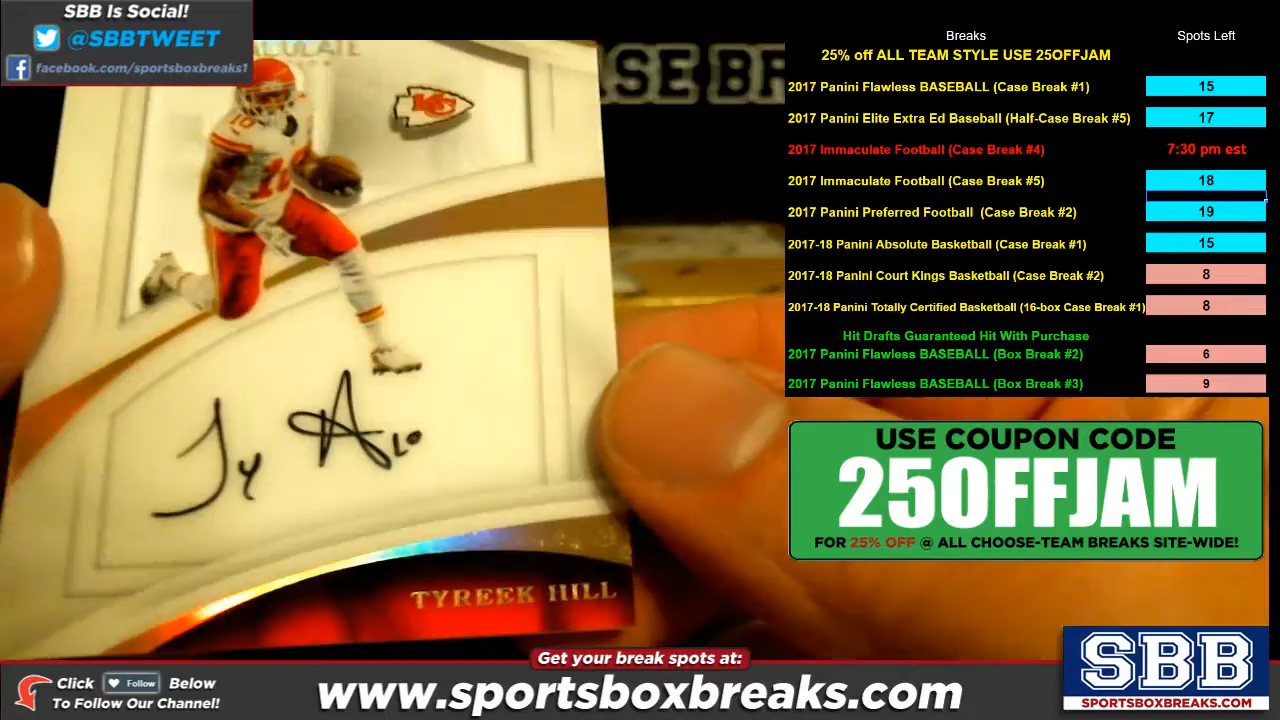 SBB Is Social!
@SBBTWEET
facebook.com/sportsboxbreaks1
ASE BR
TYREEK HILL
Breaks Spots Left
25% off ALL TEAM STYLE USE 25OFFJAM
2017 Panini Flawless BASEBALL (Case Break #1) 15
2017 Panini Elite Extra Ed Baseball (Half-Case Break #5) 17
2017 Immaculate Football (Case Break #4) 7:30 pm est
2017 Immaculate Football (Case Break #5) 18
2017 Panini Preferred Football (Case Break #2) 19
2017-18 Panini Absolute Basketball (Case Break #1) 15
2017-18 Panini Court Kings Basketball (Case Break #2) 8
2017-18 Panini Totally Certified Basketball (16-box Case Break #1) 8
Hit Drafts Guaranteed Hit With Purchase
2017 Panini Flawless BASEBALL (Box Break #2) 6
2017 Panini Flawless BASEBALL (Box Break #3) 9
USE COUPON CODE
25OFFJAM
FOR 25% OFF @ ALL CHOOSE-TEAM BREAKS SITE-WIDE!
Get your break spots at:
Click Follow Below
To Follow Our Channel!
www.sportsboxbreaks.com
SBB
SPORTSBOXBREAKS.COM